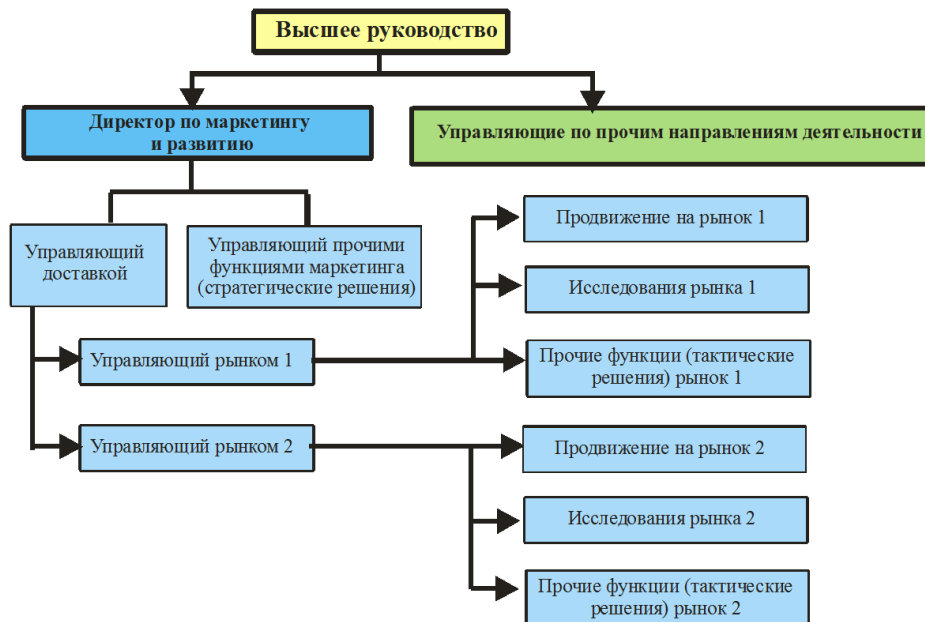 Высшее руководство
Директор по маркетингу
и развитию
Управляющие по прочим направлениям деятельности
Управляющий
доставкой
Управляющий прочими
функциями маркетинга
(стратегические решения)
Продвижение на рынок 1
Исследования рынка 1
Управляющий рынком 1
Прочие функции (тактические
решения) рынок 1
Управляющий рынком 2
Продвижение на рынок 2
Исследования рынка 2
Прочие функции (тактические
решения) рынок 2